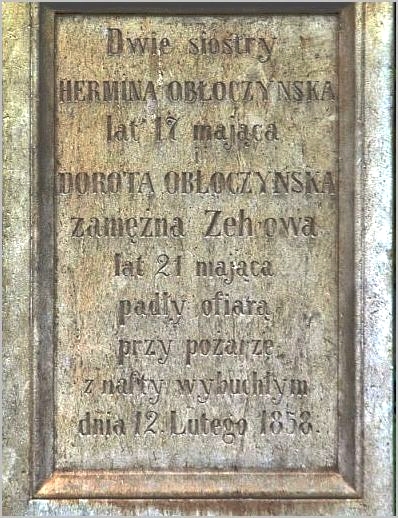 Dwie siostry
HERMINA OBŁOCZYŃSKA
lat 17 mająca
i
DOROTA OBŁOCZYŃSKA
zamężna
lat 21 mająca
padły ofiarą
przy pożarze
z nafty wybuchłym
dnia 12. Lutego 1858.